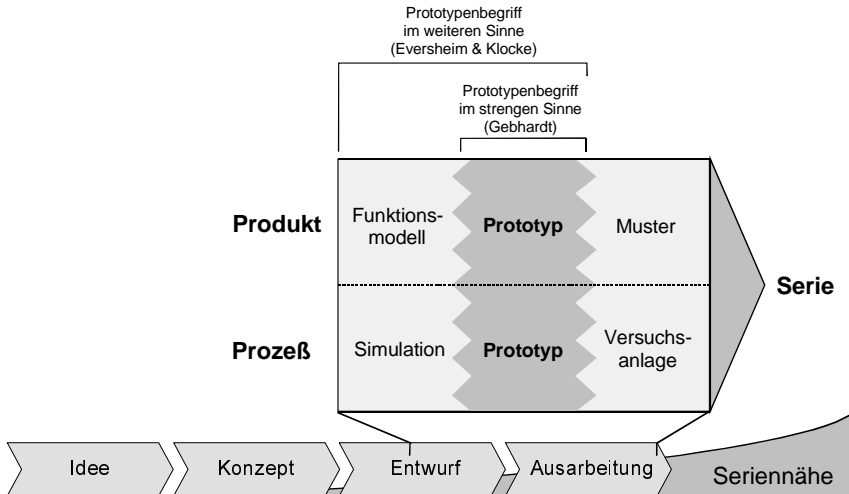 Prototypenbegriff
im weiteren Sinne
(Eversheim & Klocke)
Prototypenbegriff
im strengen Sinne
(Gebhardt)
Produkt
Funktions-
modell
Prototyp
Muster
Serie
Prozeß
Simulation
Prototyp
Versuchs-
anlage
Idee
Konzept
Entwurf
Ausarbeitung
Seriennähe